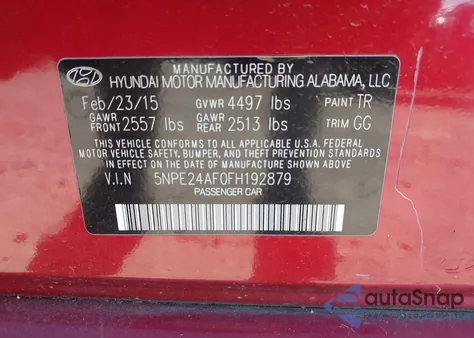 HYUNDAI MOTOR MANUFACTURING ALABAMA, LLC
Feb/23/15 GVWR 4497 lbs PAINT TR
GAWR FRONT 2557 lbs GAWR REAR 2513 lbs TRIM GG
THIS VEHICLE CONFORMS TO ALL APPLICABLE U.S.A. FEDERAL
MOTOR VEHICLE SAFETY, BUMPER, AND THEFT PREVENTION
STANDARDS IN EFFECT ON THE DATE OF MANUFACTURE SHOWN ABOVE.
V.I.N 5NPE24AF0FH192879
PASSENGER CAR
autoSnap